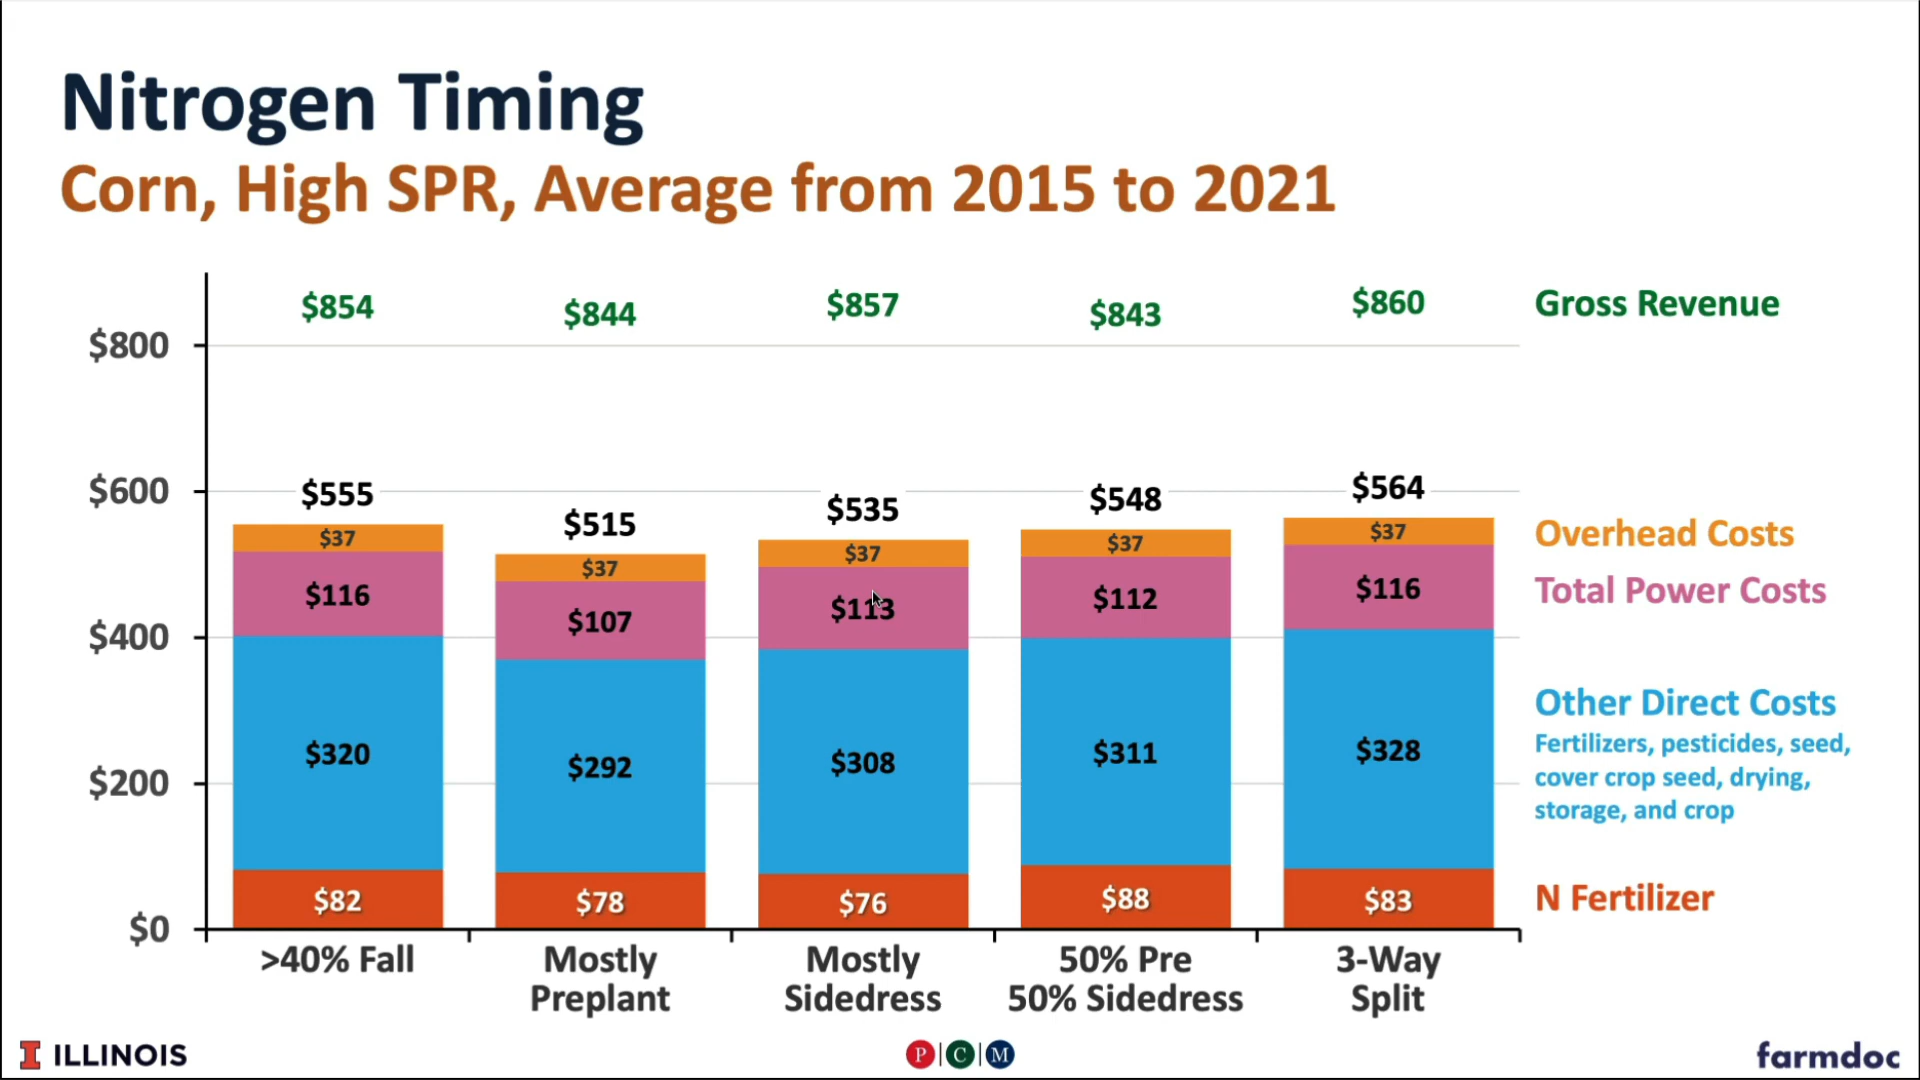 Nitrogen Timing
Corn, High SPR, Average from 2015 to 2021
$854
$844
$857
$843
$860
Gross Revenue
$800
$600
$400
$200
$0
$555
$515
$535
$548
$564
$37
$37
$37
$37
$37
Overhead Costs
$116
$107
$113
$112
$116
Total Power Costs
$320
$292
$308
$311
$328
Other Direct Costs
Fertilizers, pesticides, seed,
cover crop seed, drying,
storage, and crop
$82
$78
$76
$88
$83
N Fertilizer
>40% Fall
Mostly
Preplant
Mostly
Sidedress
50% Pre
50% Sidedress
3-Way
Split
I ILLINOIS
P|C|M
farmdoc